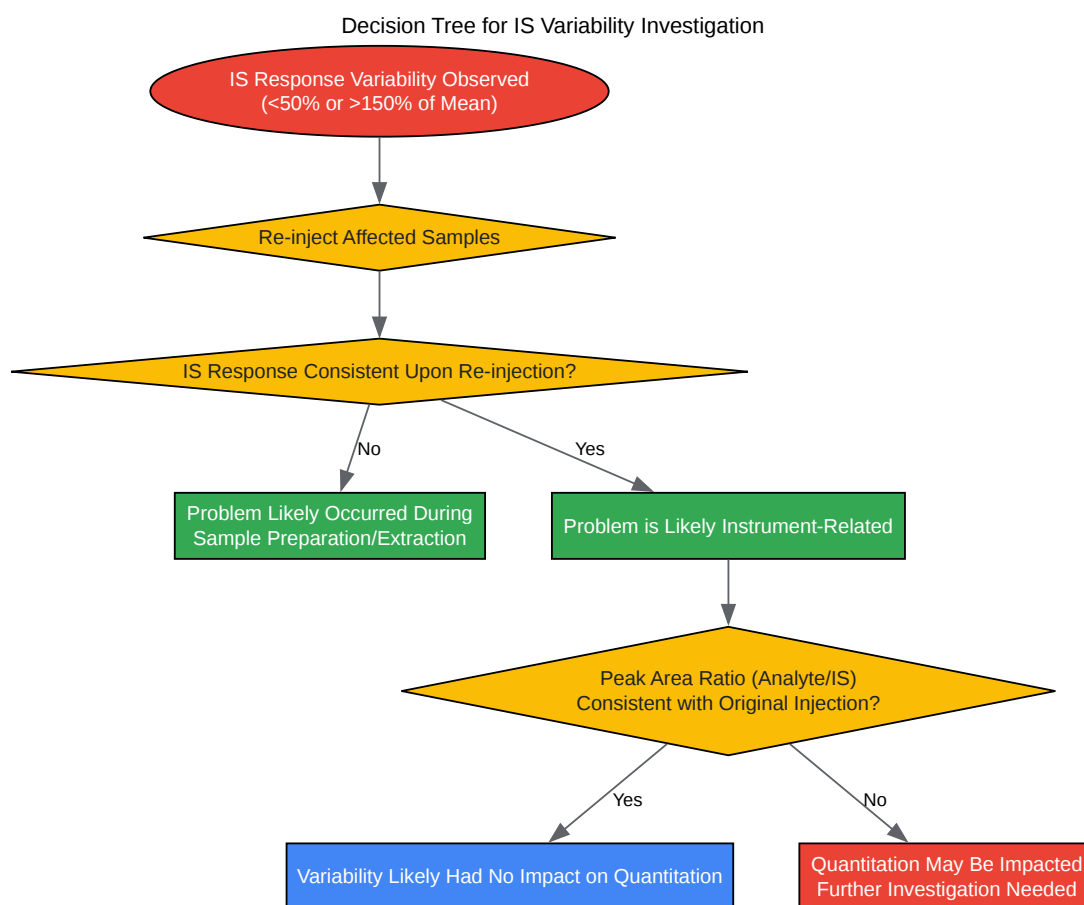 Decision Tree for IS Variability Investigation
IS Response Variability Observed
(<50% or >150% of Mean)
Re-inject Affected Samples
IS Response Consistent Upon Re-injection?
No
Yes
Problem Likely Occurred During
Sample Preparation/Extraction
Problem is Likely Instrument-Related
Peak Area Ratio (Analyte/IS)
Consistent with Original Injection?
Yes
No
Variability Likely Had No Impact on Quantitation
Quantitation May Be Impacted
Further Investigation Needed